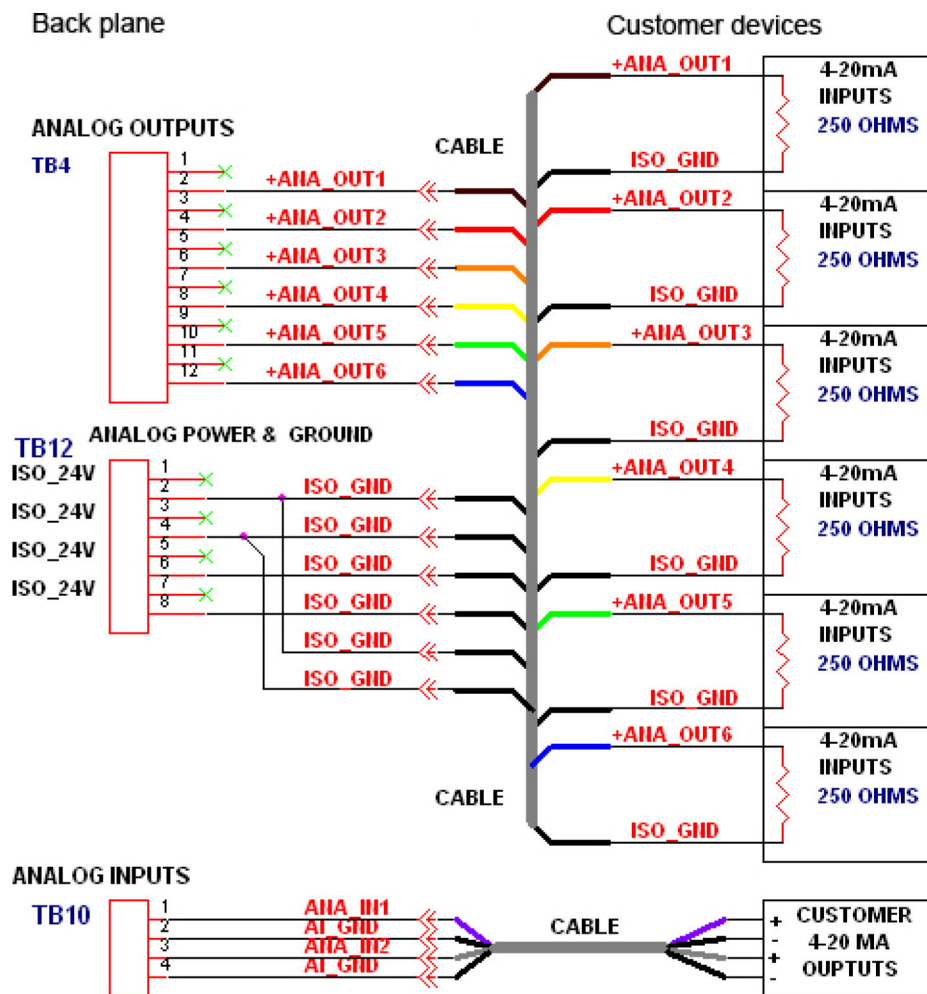 Back plane
Customer devices
ANALOG OUTPUTS
TB4
CABLE
1
2
3
4
5
6
7
8
9
10
11
12
+ANA_OUT1
+ANA_OUT2
+ANA_OUT3
+ANA_OUT4
+ANA_OUT5
+ANA_OUT6
TB12
ANALOG POWER & GROUND
ISO_24V
ISO_24V
ISO_24V
ISO_24V
1
2
3
4
5
6
7
8
ISO_GND
ISO_GND
ISO_GND
ISO_GND
ISO_GND
ISO_GND
CABLE
+ANA_OUT1
ISO_GND
4-20mA
INPUTS
250 OHMS
+ANA_OUT2
ISO_GND
4-20mA
INPUTS
250 OHMS
+ANA_OUT3
ISO_GND
4-20mA
INPUTS
250 OHMS
+ANA_OUT4
ISO_GND
4-20mA
INPUTS
250 OHMS
+ANA_OUT5
ISO_GND
4-20mA
INPUTS
250 OHMS
+ANA_OUT6
ISO_GND
4-20mA
INPUTS
250 OHMS
ANALOG INPUTS
TB10
1
2
3
4
ANA_IN1
AI_GND
ANA_IN2
AI_GND
CABLE
+
-
+
-
CUSTOMER
4-20 MA
OUPTUTS